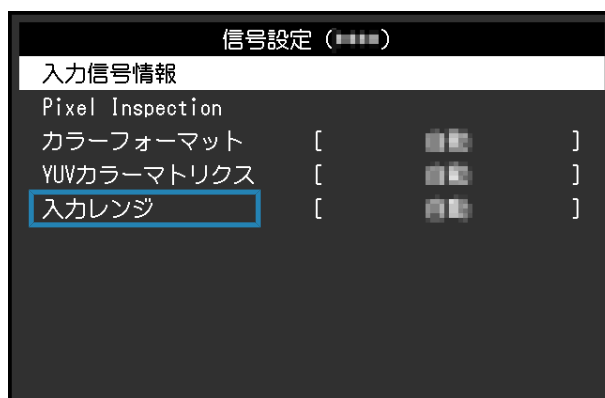 信号設定（）
入力信号情報
Pixel Inspection
カラーフォーマット [ ]
YUVカラーマトリクス [ ]
入力レンジ [ ]